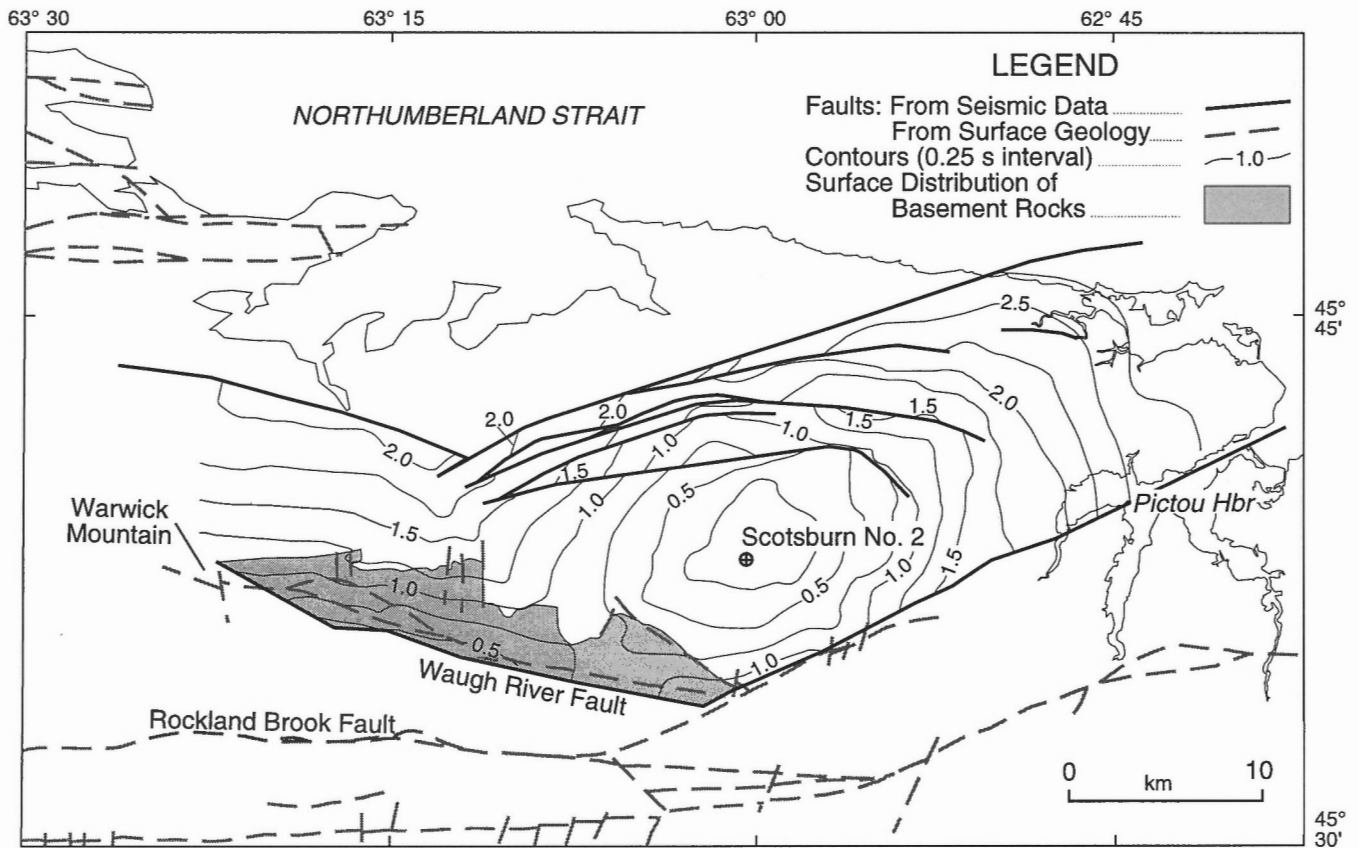 63° 30
63° 15
63° 00
62° 45
LEGEND
Faults: From Seismic Data
From Surface Geology
Contours (0.25 s interval)
1.0
Surface Distribution of
Basement Rocks
NORTHUMBERLAND STRAIT
45°
45'
2.5
2.0
2.0
2.0
1.5
1.5
1.0
1.0
2.0
1.5
0.5
1.0
1.5
Warwick
Mountain
Pictou Hbr
Scotsburn No. 2
1.0
1.5
1.0
0.5
0.5
1.0
Waugh River Fault
Rockland Brook Fault
0
10
km
45°
30'